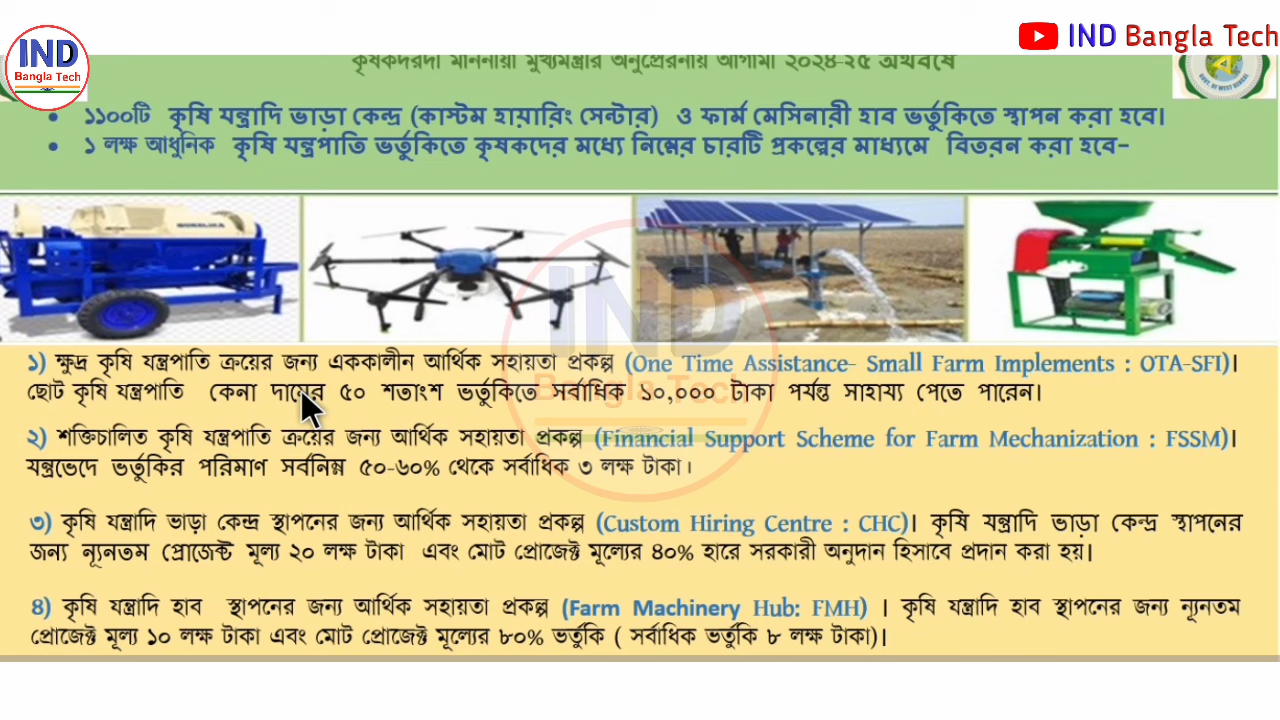 IND
Bangla Tech
IND Bangla Tech
কৃষকদরদী মাননীয়া মুখ্যমন্ত্রীর অনুপ্রেরণায় আগামী ২০২৪-২৫ অর্থবর্ষে
GOVT. OF WEST BENGAL
• ১১০০টি কৃষি যন্ত্রাদি ভাড়া কেন্দ্র (কাস্টম হায়ারিং সেন্টার) ও ফার্ম মেসিনারী হাব ভর্তুকিতে স্থাপন করা হবে।
• ১ লক্ষ আধুনিক কৃষি যন্ত্রপাতি ভর্তুকিতে কৃষকদের মধ্যে নিম্নের চারটি প্রকল্পের মাধ্যমে বিতরন করা হবে–
IND
Bangla Tech
১) ক্ষুদ্র কৃষি যন্ত্রপাতি ক্রয়ের জন্য এককালীন আর্থিক সহায়তা প্রকল্প (One Time Assistance- Small Farm Implements : OTA-SFI)।
ছোট কৃষি যন্ত্রপাতি কেনা দামের ৫০ শতাংশ ভর্তুকিতে সর্বাধিক ১০,০০০ টাকা পর্যন্ত সাহায্য পেতে পারেন।
২) শক্তিচালিত কৃষি যন্ত্রপাতি ক্রয়ের জন্য আর্থিক সহায়তা প্রকল্প (Financial Support Scheme for Farm Mechanization : FSSM)।
যন্ত্রভেদে ভর্তুকির পরিমাণ সর্বনিম্ন ৫০-৬০% থেকে সর্বাধিক ৩ লক্ষ টাকা।
৩) কৃষি যন্ত্রাদি ভাড়া কেন্দ্র স্থাপনের জন্য আর্থিক সহায়তা প্রকল্প (Custom Hiring Centre : CHC)। কৃষি যন্ত্রাদি ভাড়া কেন্দ্র স্থাপনের
জন্য ন্যূনতম প্রোজেক্ট মূল্য ২০ লক্ষ টাকা এবং মোট প্রোজেক্ট মূল্যের ৪০% হারে সরকারী অনুদান হিসাবে প্রদান করা হয়।
৪) কৃষি যন্ত্রাদি হাব স্থাপনের জন্য আর্থিক সহায়তা প্রকল্প (Farm Machinery Hub: FMH) । কৃষি যন্ত্রাদি হাব স্থাপনের জন্য ন্যূনতম
প্রোজেক্ট মূল্য ১০ লক্ষ টাকা এবং মোট প্রোজেক্ট মূল্যের ৮০% ভর্তুকি ( সর্বাধিক ভর্তুকি ৮ লক্ষ টাকা)।